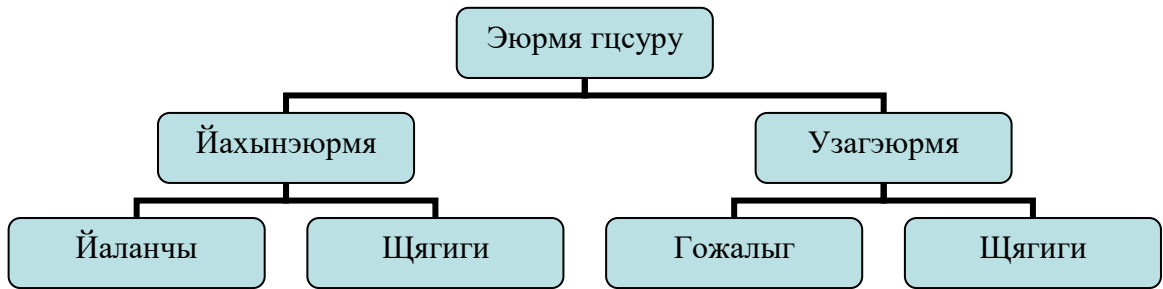 Эюрмя гцсуру
Йахынэюрмя
Узагэюрмя
Йаланчы
Щягиги
Гожалыг
Щягиги